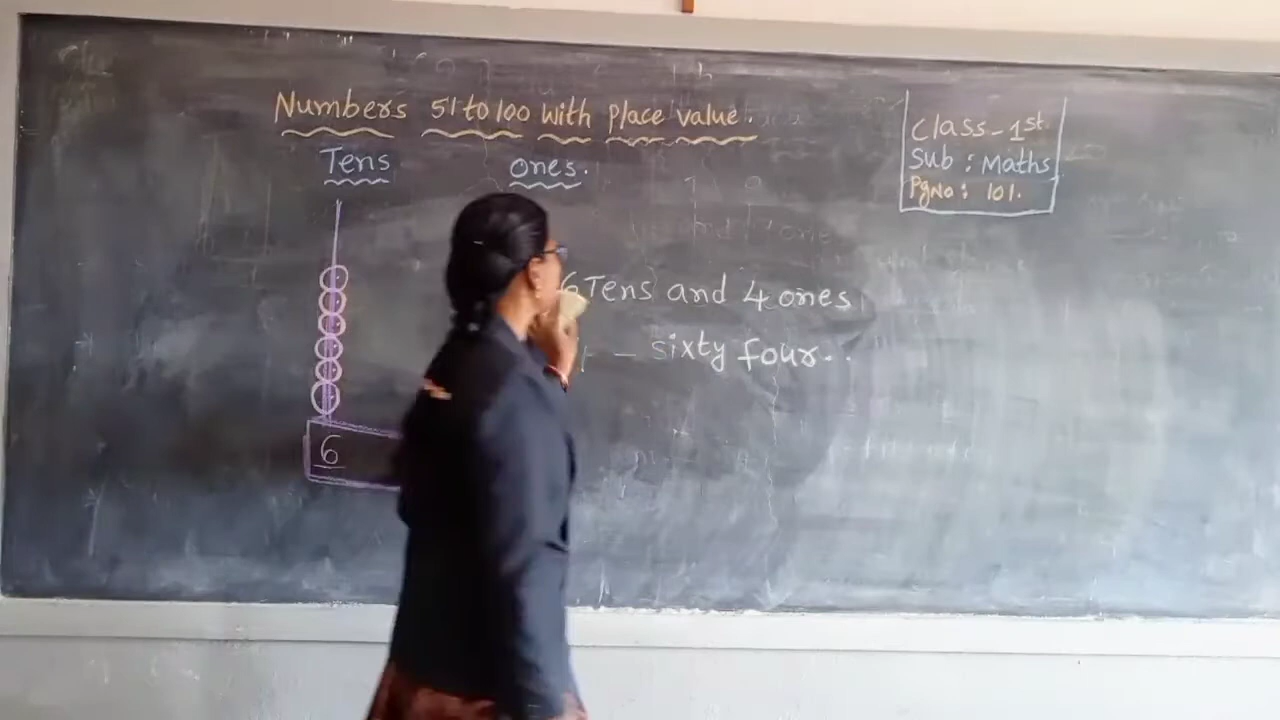 Numbers 51 to 100 with place value.
Class - 1st
Sub : Maths
Pg No : 101.
Tens ones.
6 Tens and 4 ones
- sixty four..
6